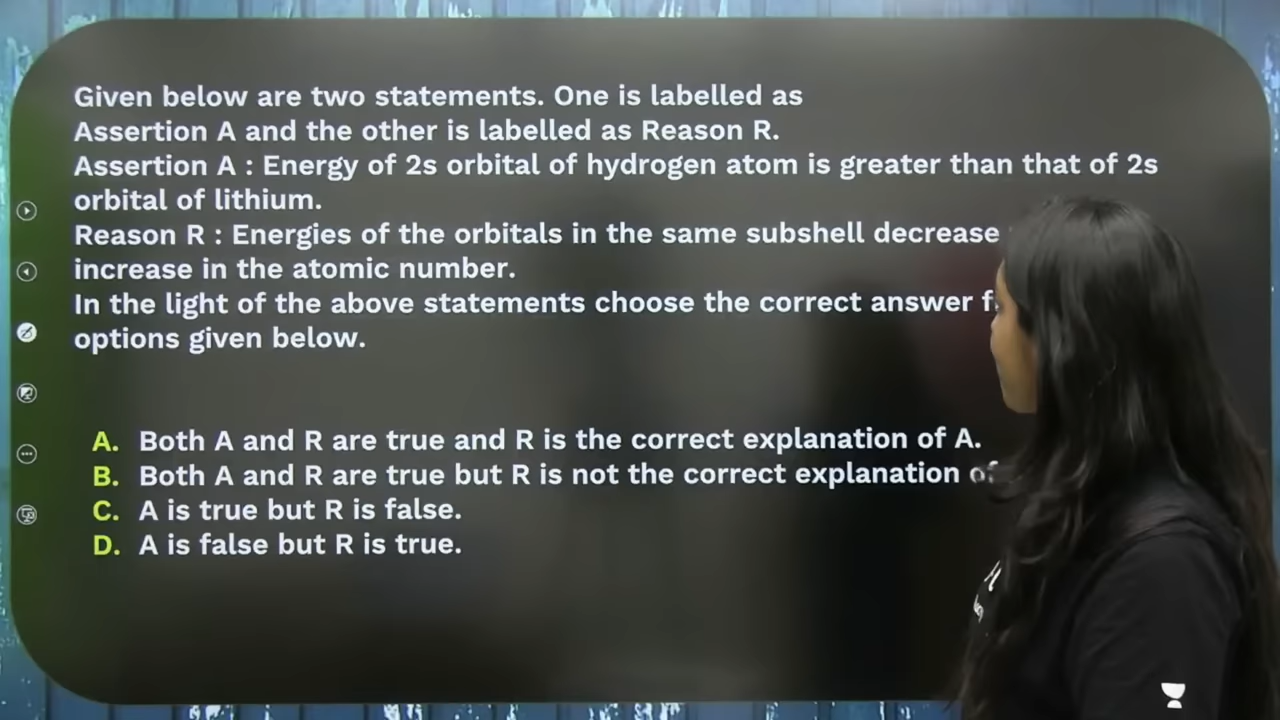 Given below are two statements. One is labelled as
Assertion A and the other is labelled as Reason R.
Assertion A : Energy of 2s orbital of hydrogen atom is greater than that of 2s
orbital of lithium.
Reason R : Energies of the orbitals in the same subshell decrease
increase in the atomic number.
In the light of the above statements choose the correct answer
options given below.
A. Both A and R are true and R is the correct explanation of A.
B. Both A and R are true but R is not the correct explanation of
C. A is true but R is false.
D. A is false but R is true.